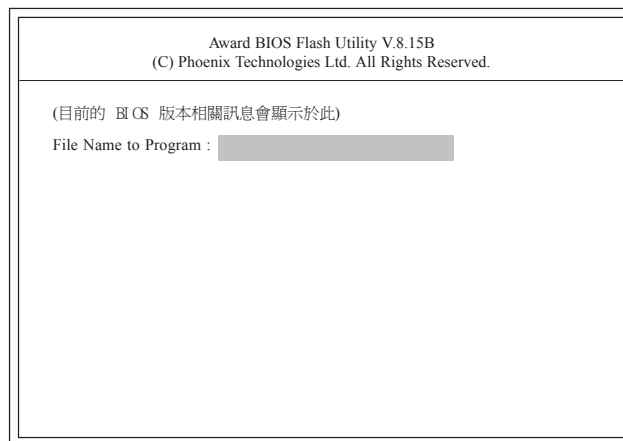 Award BIOS Flash Utility V.8.15B
(C) Phoenix Technologies Ltd. All Rights Reserved.
(目前的 BIOS 版本相關訊息會顯示於此)
File Name to Program :